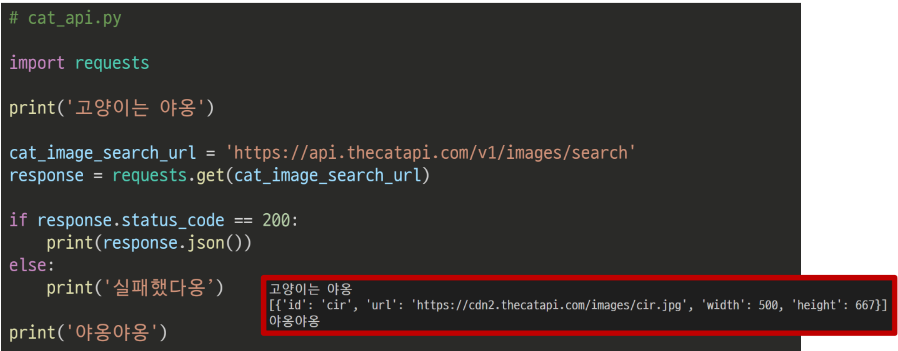 # cat_api.py
import requests
print('고양이는 야옹')
cat_image_search_url = 'https://api.thecatapi.com/v1/images/search'
response = requests.get(cat_image_search_url)
if response.status_code == 200:
    print(response.json())
else:
    print('실패했다옹’)
print('야옹야옹')
고양이는 야옹
[{'id': 'cir', 'url': 'https://cdn2.thecatapi.com/images/cir.jpg', 'width': 500, 'height': 667}]
야옹야옹